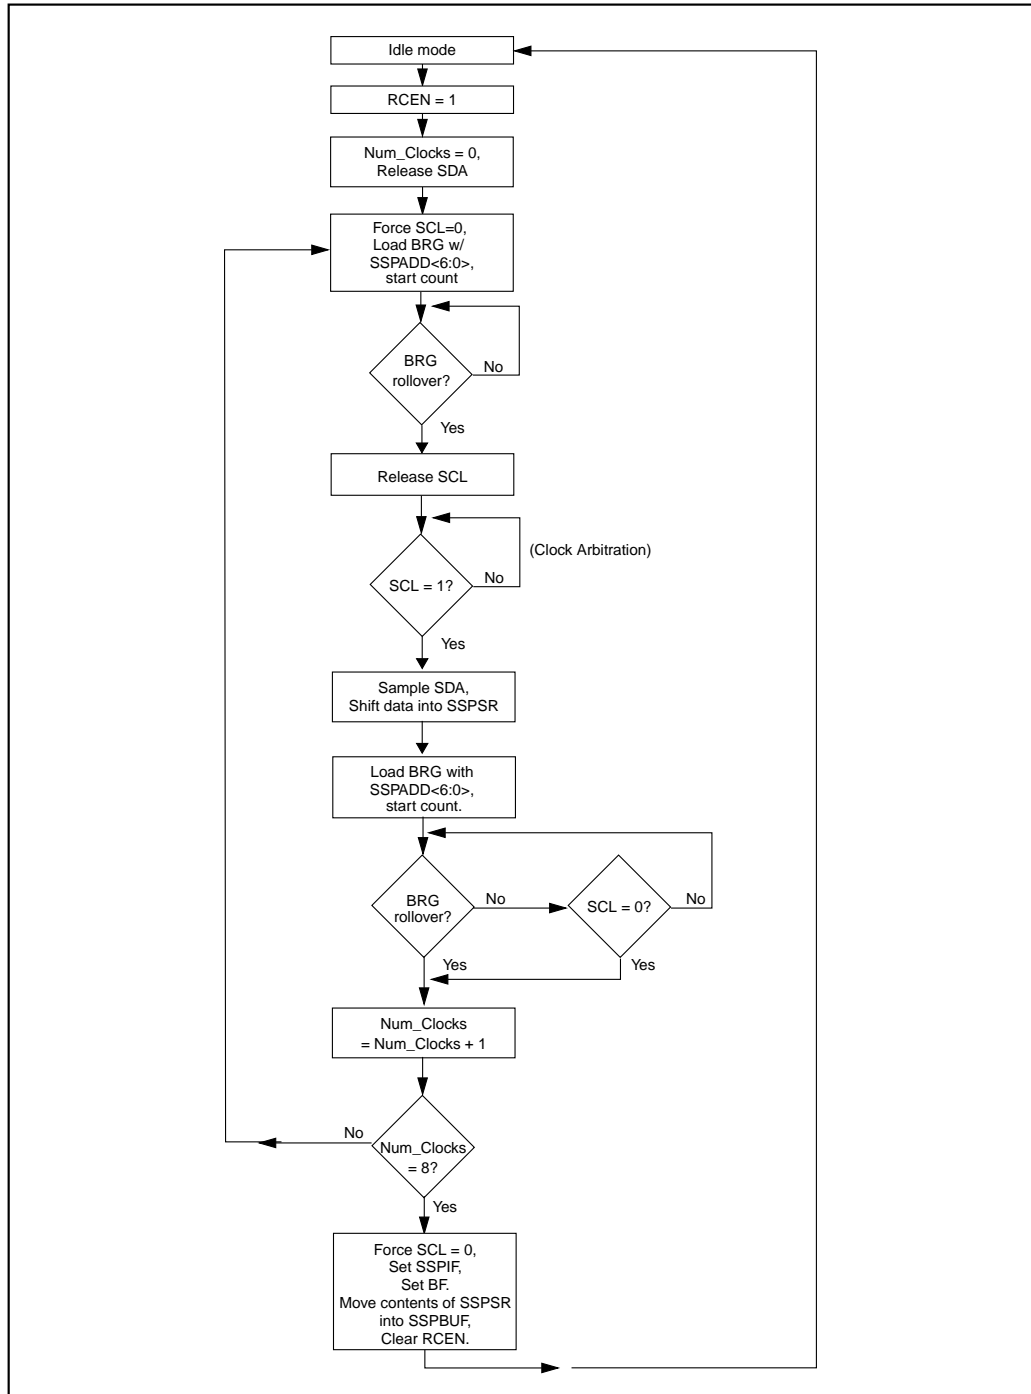 Idle mode
RCEN = 1
Num_Clocks = 0,
Release SDA
Force SCL=0,
Load BRG w/
SSPADD<6:0>,
start count
BRG
rollover?
No
Yes
Release SCL
(Clock Arbitration)
SCL = 1?
No
Yes
Sample SDA,
Shift data into SSPSR
Load BRG with
SSPADD<6:0>,
start count.
BRG
rollover?
No
SCL = 0?
No
Yes
Yes
Num_Clocks
= Num_Clocks + 1
No
Num_Clocks
= 8?
Yes
Force SCL = 0,
Set SSPIF,
Set BF.
Move contents of SSPSR
into SSPBUF,
Clear RCEN.